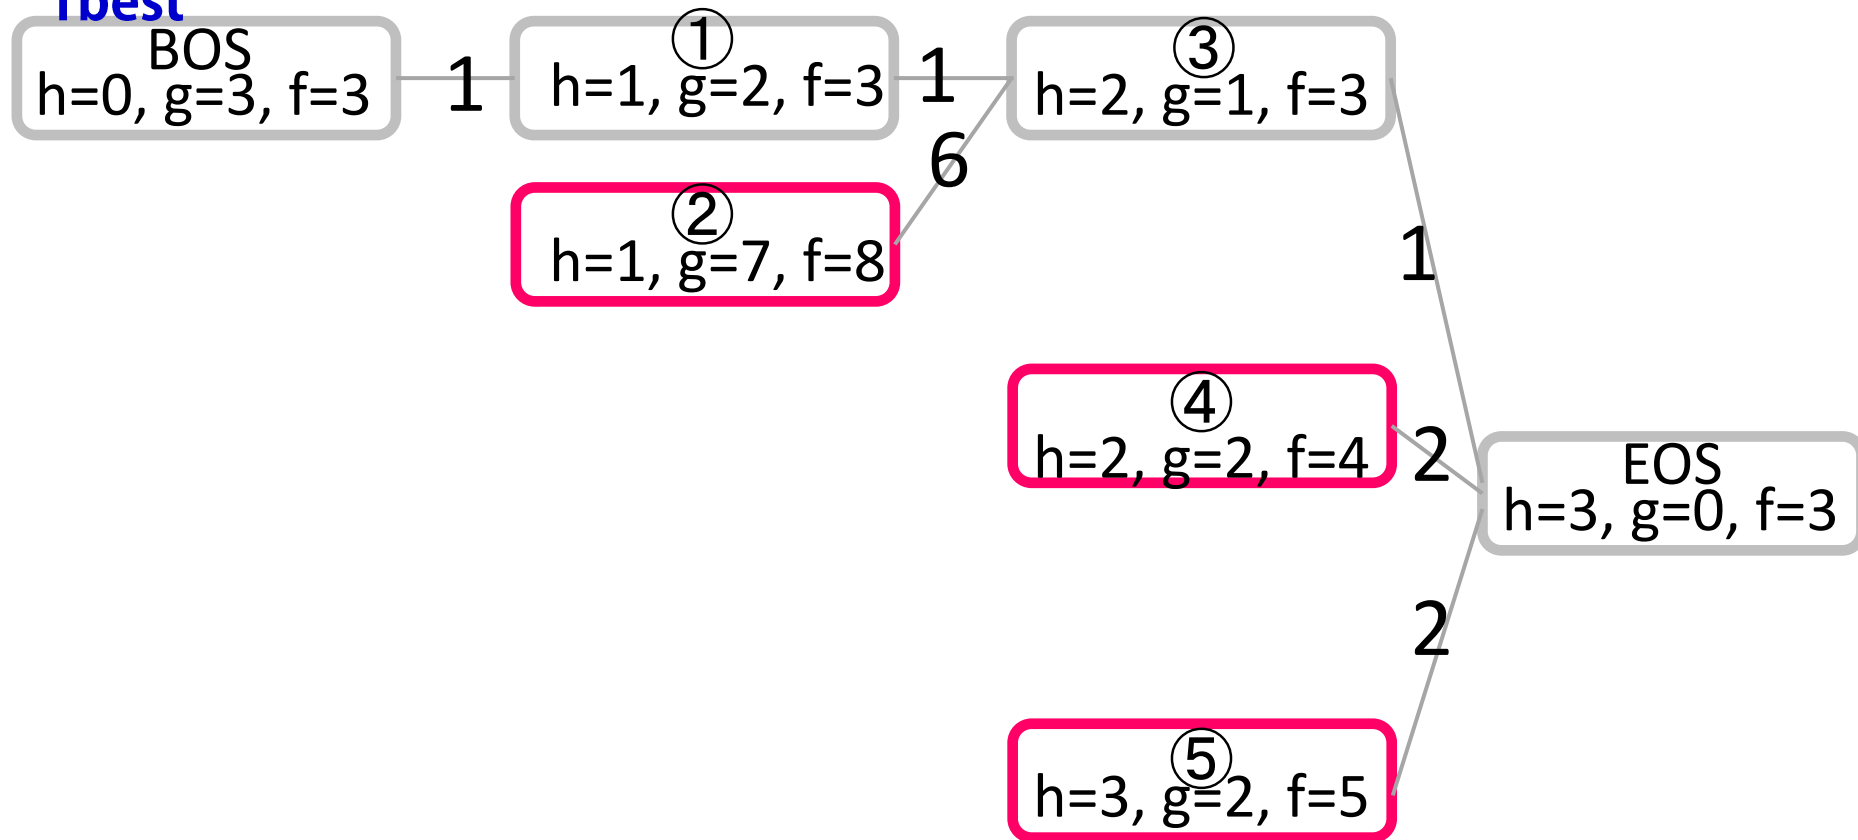 BOS
h=0, g=3, f=3
1
①
h=1, g=2, f=3
1
③
h=2, g=1, f=3
6
②
h=1, g=7, f=8
1
④
h=2, g=2, f=4
2
EOS
h=3, g=0, f=3
2
⑤
h=3, g=2, f=5